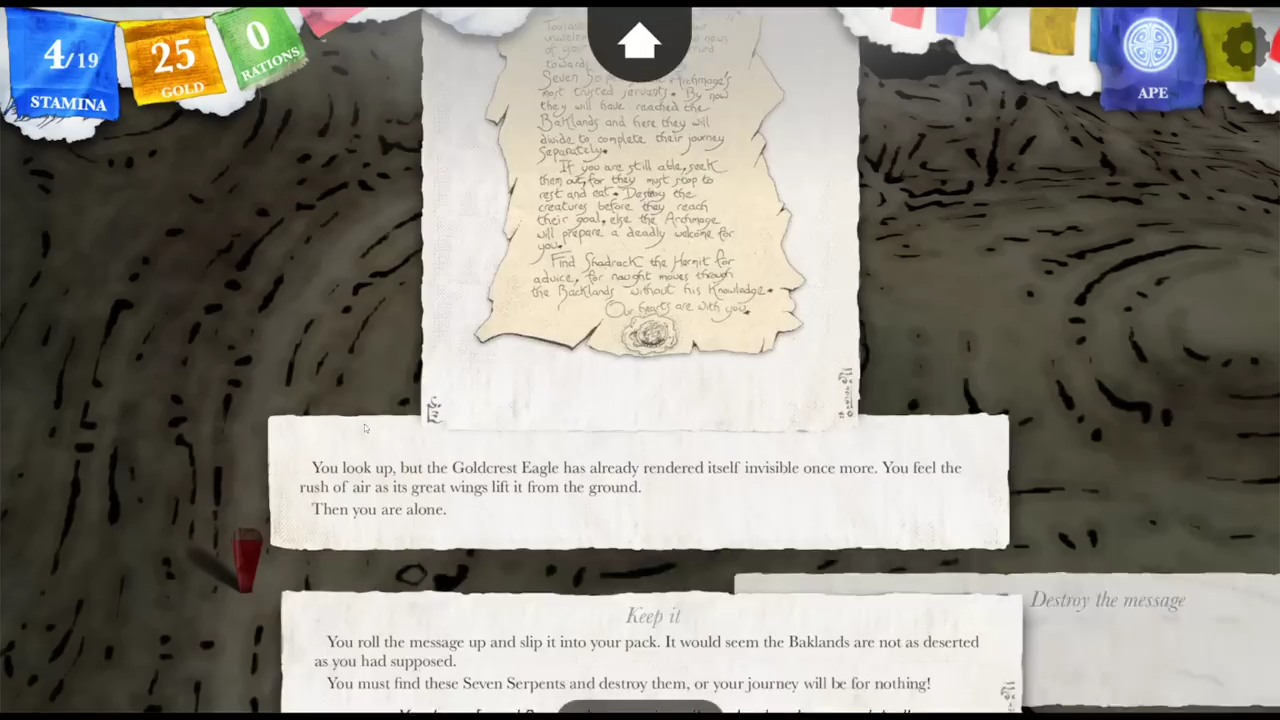 4/19
STAMINA
25
GOLD
0
RATIONS
APE
Seven Archmage's
most trusted servants. By now
they will have reached the
Baklands and here they will
divide to complete their journey
separately.
If you are still able, seek
them out, for they must stop to
rest and eat. Destroy the
creatures before they reach
their goal, else the Archmage
will prepare a deadly welcome for
you.
Find Shadrack the Hermit for
advice, for naught moves through
the Backlands without his Knowledge.
Our hearts are with you.
You look up, but the Goldcrest Eagle has already rendered itself invisible once more. You feel the
rush of air as its great wings lift it from the ground.
Then you are alone.
Keep it
Destroy the message
You roll the message up and slip it into your pack. It would seem the Baklands are not as deserted
as you had supposed.
You must find these Seven Serpents and destroy them, or your journey will be for nothing!